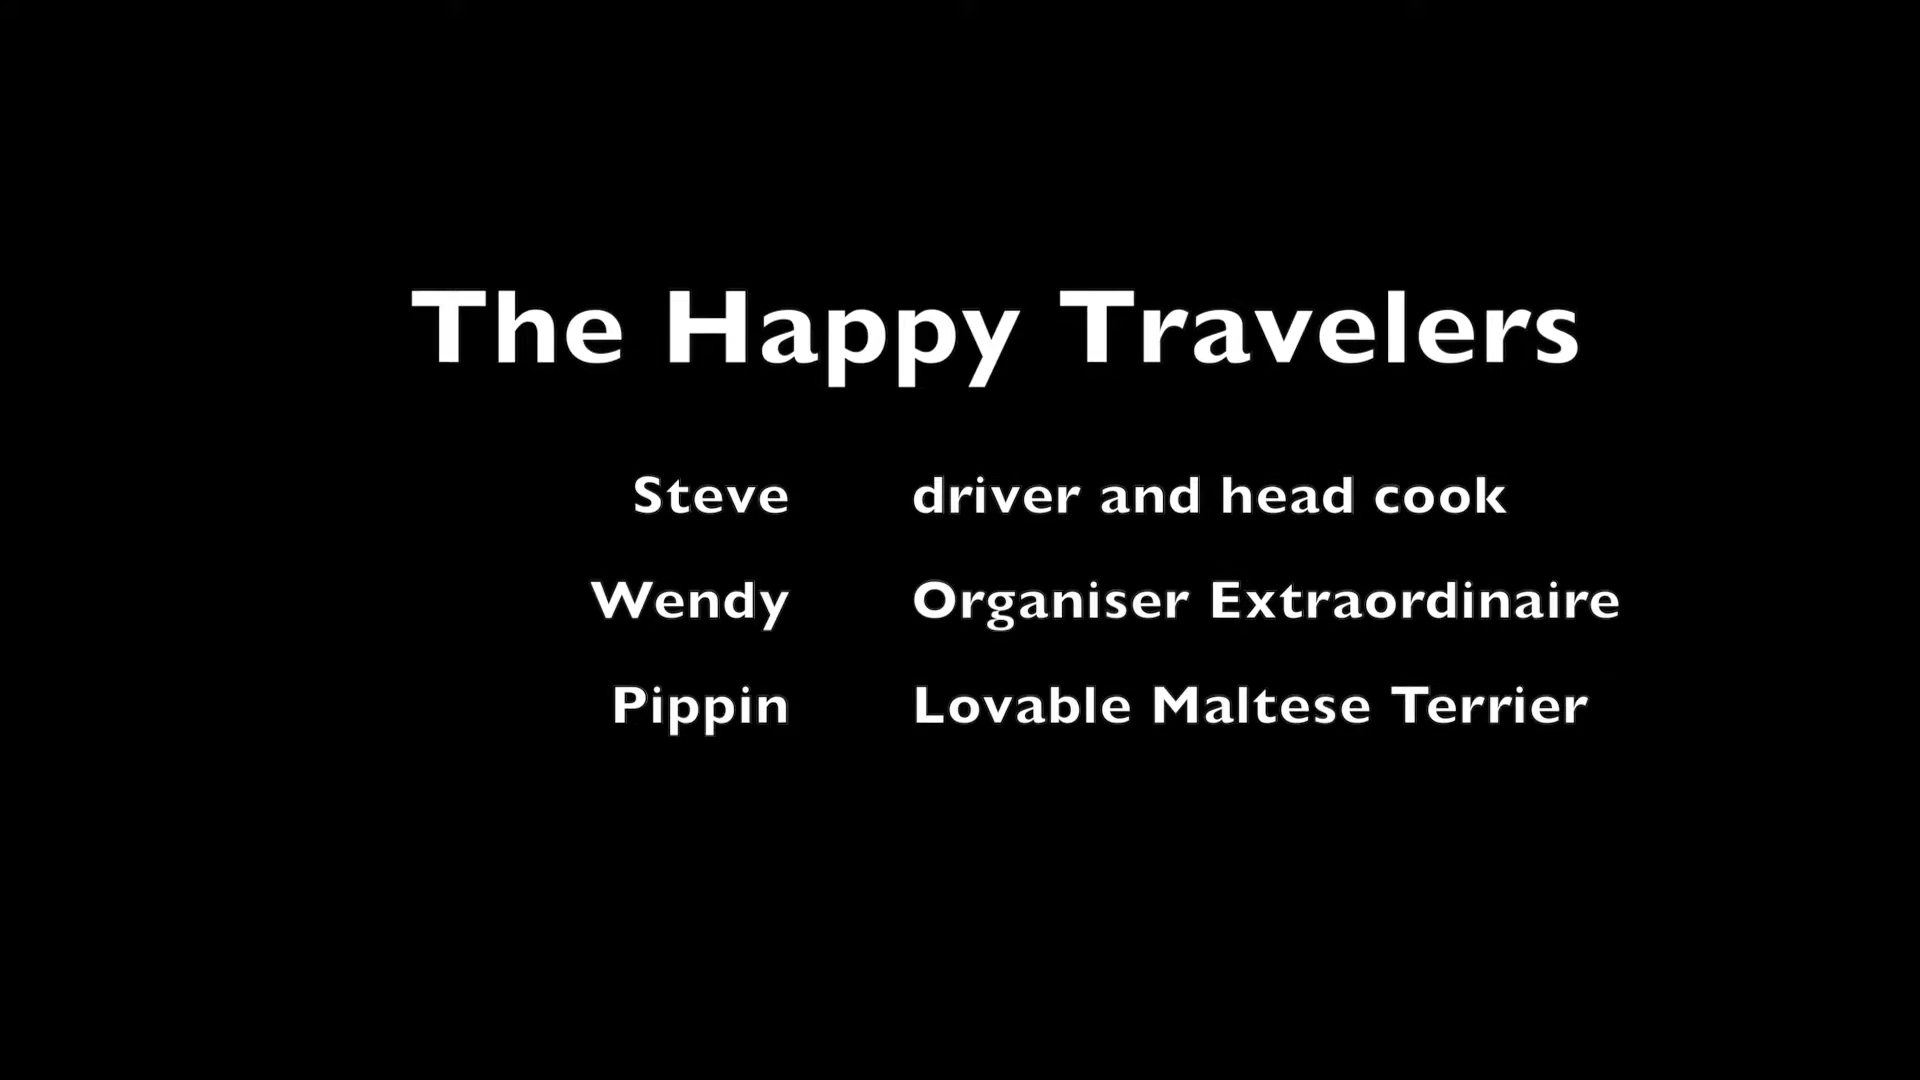 The Happy Travelers
Steve driver and head cook
Wendy Organiser Extraordinaire
Pippin Lovable Maltese Terrier